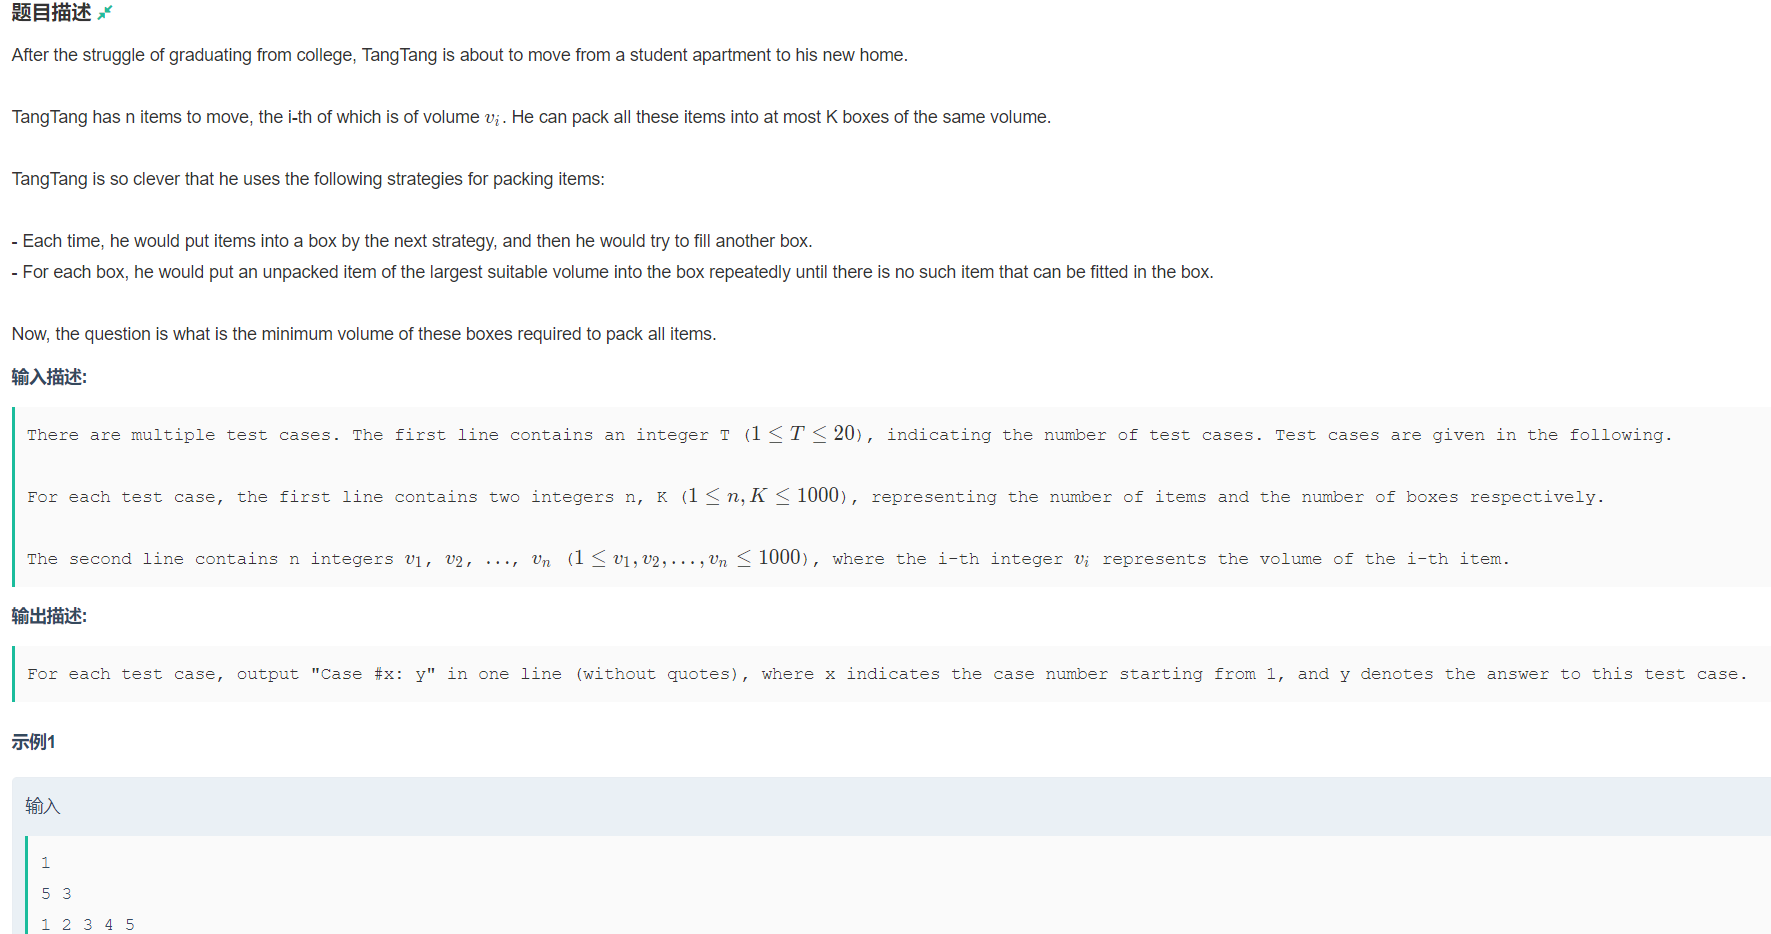 题目描述
After the struggle of graduating from college, TangTang is about to move from a student apartment to his new home.
TangTang has n items to move, the i-th of which is of volume v_i. He can pack all these items into at most K boxes of the same volume.
TangTang is so clever that he uses the following strategies for packing items:
- Each time, he would put items into a box by the next strategy, and then he would try to fill another box.
- For each box, he would put an unpacked item of the largest suitable volume into the box repeatedly until there is no such item that can be fitted in the box.
Now, the question is what is the minimum volume of these boxes required to pack all items.
输入描述:
There are multiple test cases. The first line contains an integer T (1 ≤ T ≤ 20), indicating the number of test cases. Test cases are given in the following.
For each test case, the first line contains two integers n, K (1 ≤ n, K ≤ 1000), representing the number of items and the number of boxes respectively.
The second line contains n integers v_1, v_2, ..., v_n (1 ≤ v_1, v_2, ..., v_n ≤ 1000), where the i-th integer v_i represents the volume of the i-th item.
输出描述:
For each test case, output "Case #x: y" in one line (without quotes), where x indicates the case number starting from 1, and y denotes the answer to this test case.
示例1
输入
1
5 3
1 2 3 4 5